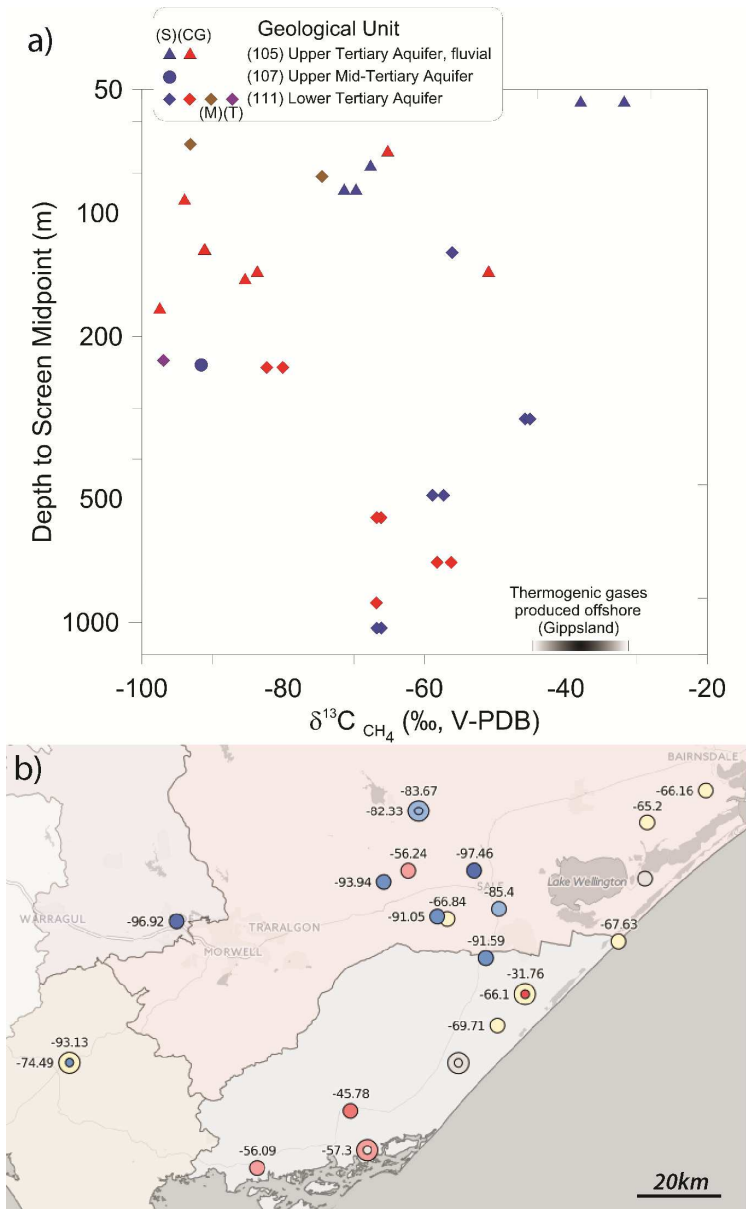 a)
Geological Unit
(S)(CG)
(105) Upper Tertiary Aquifer, fluvial
(107) Upper Mid-Tertiary Aquifer
(111) Lower Tertiary Aquifer
(M)(T)
50
100
200
500
1000
Depth to Screen Midpoint (m)
Thermogenic gases
produced offshore
(Gippsland)
-100
-80
-60
-40
-20
δ¹³C CH₄ (‰, V-PDB)
b)
BAIRNSDALE
-83.67
-82.33
-66.16
-65.2
-56.24
-97.46
-93.94
SALE
Lake Wellington
-85.4
-66.84
-91.05
WARRAGUL
-96.92
TRARALGON
MORWELL
-67.63
-91.59
-31.76
-66.1
-69.71
-93.13
-74.49
-45.78
-57.3
-56.09
20km